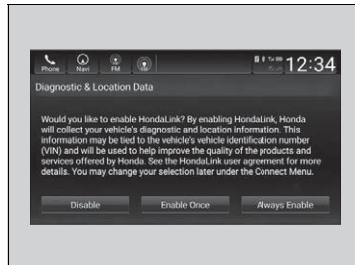 Phone Navi FM 12:34
Diagnostic & Location Data
Would you like to enable HondaLink? By enabling HondaLink, Honda
will collect your vehicle's diagnostic and location information. This
information may be tied to the vehicle's vehicle identification number
(VIN) and will be used to help improve the quality of the products and
services offered by Honda. See the HondaLink user agreement for more
details. You may change your selection later under the Connect Menu.
Disable Enable Once Always Enable